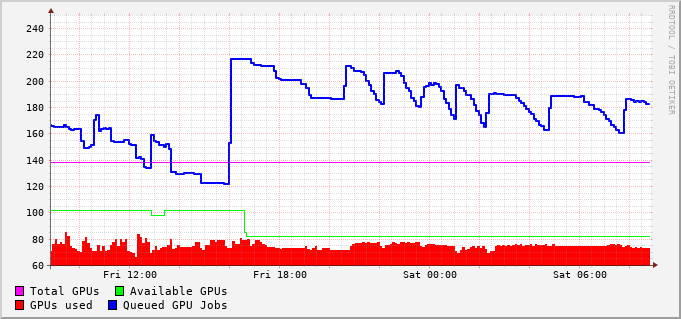 RRDTOOL / TOBI OETIKER
240
220
200
180
160
140
120
100
80
60
Fri 12:00 Fri 18:00 Sat 00:00 Sat 06:00
Total GPUs Available GPUs
GPUs used Queued GPU Jobs